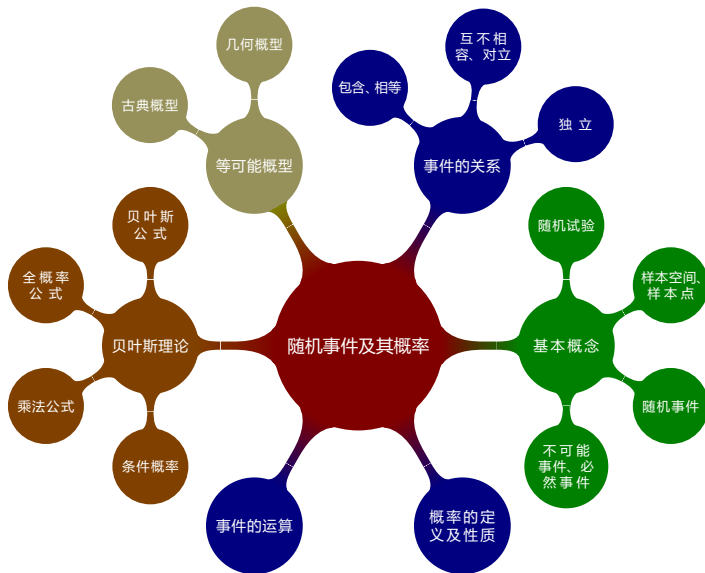 几何概型
互不相
容、对立
包含、相等
古典概型
独立
等可能概型
事件的关系
贝叶斯
公式
随机试验
全概率
公式
样本空间、
样本点
贝叶斯理论
随机事件及其概率
基本概念
乘法公式
随机事件
条件概率
不可能
事件、必
然事件
事件的运算
概率的定
义及性质